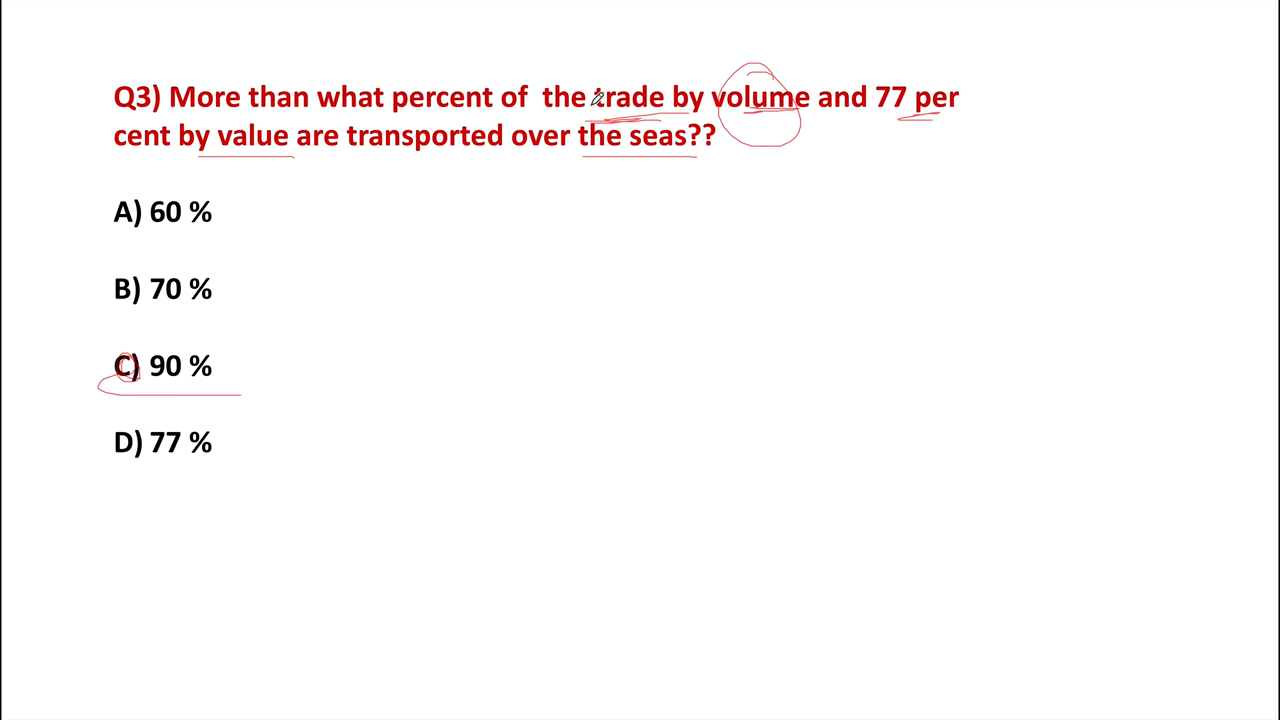 Q3) More than what percent of the trade by volume and 77 per
cent by value are transported over the seas??
A) 60 %
B) 70 %
C) 90 %
D) 77 %